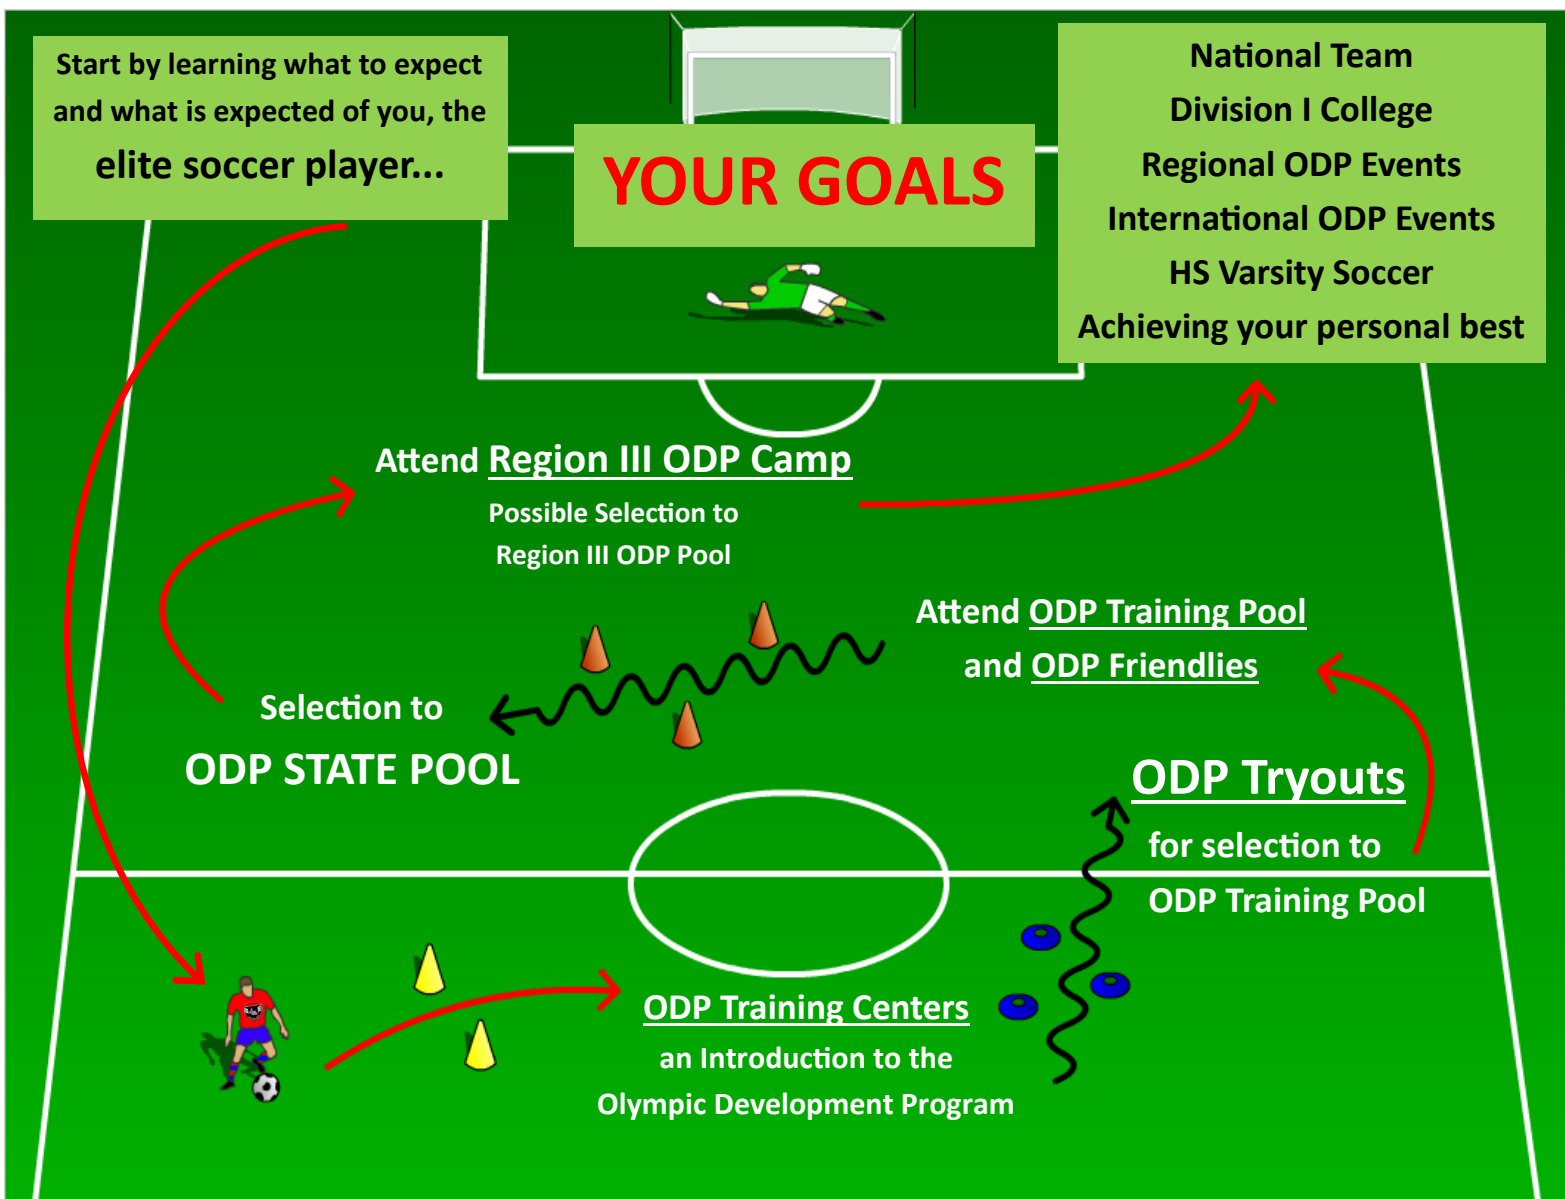 Start by learning what to expect
and what is expected of you, the
elite soccer player...
YOUR GOALS
National Team
Division I College
Regional ODP Events
International ODP Events
HS Varsity Soccer
Achieving your personal best
Attend Region III ODP Camp
Possible Selection to
Region III ODP Pool
Attend ODP Training Pool
and ODP Friendlies
Selection to
ODP STATE POOL
ODP Tryouts
for selection to
ODP Training Pool
ODP Training Centers
an Introduction to the
Olympic Development Program